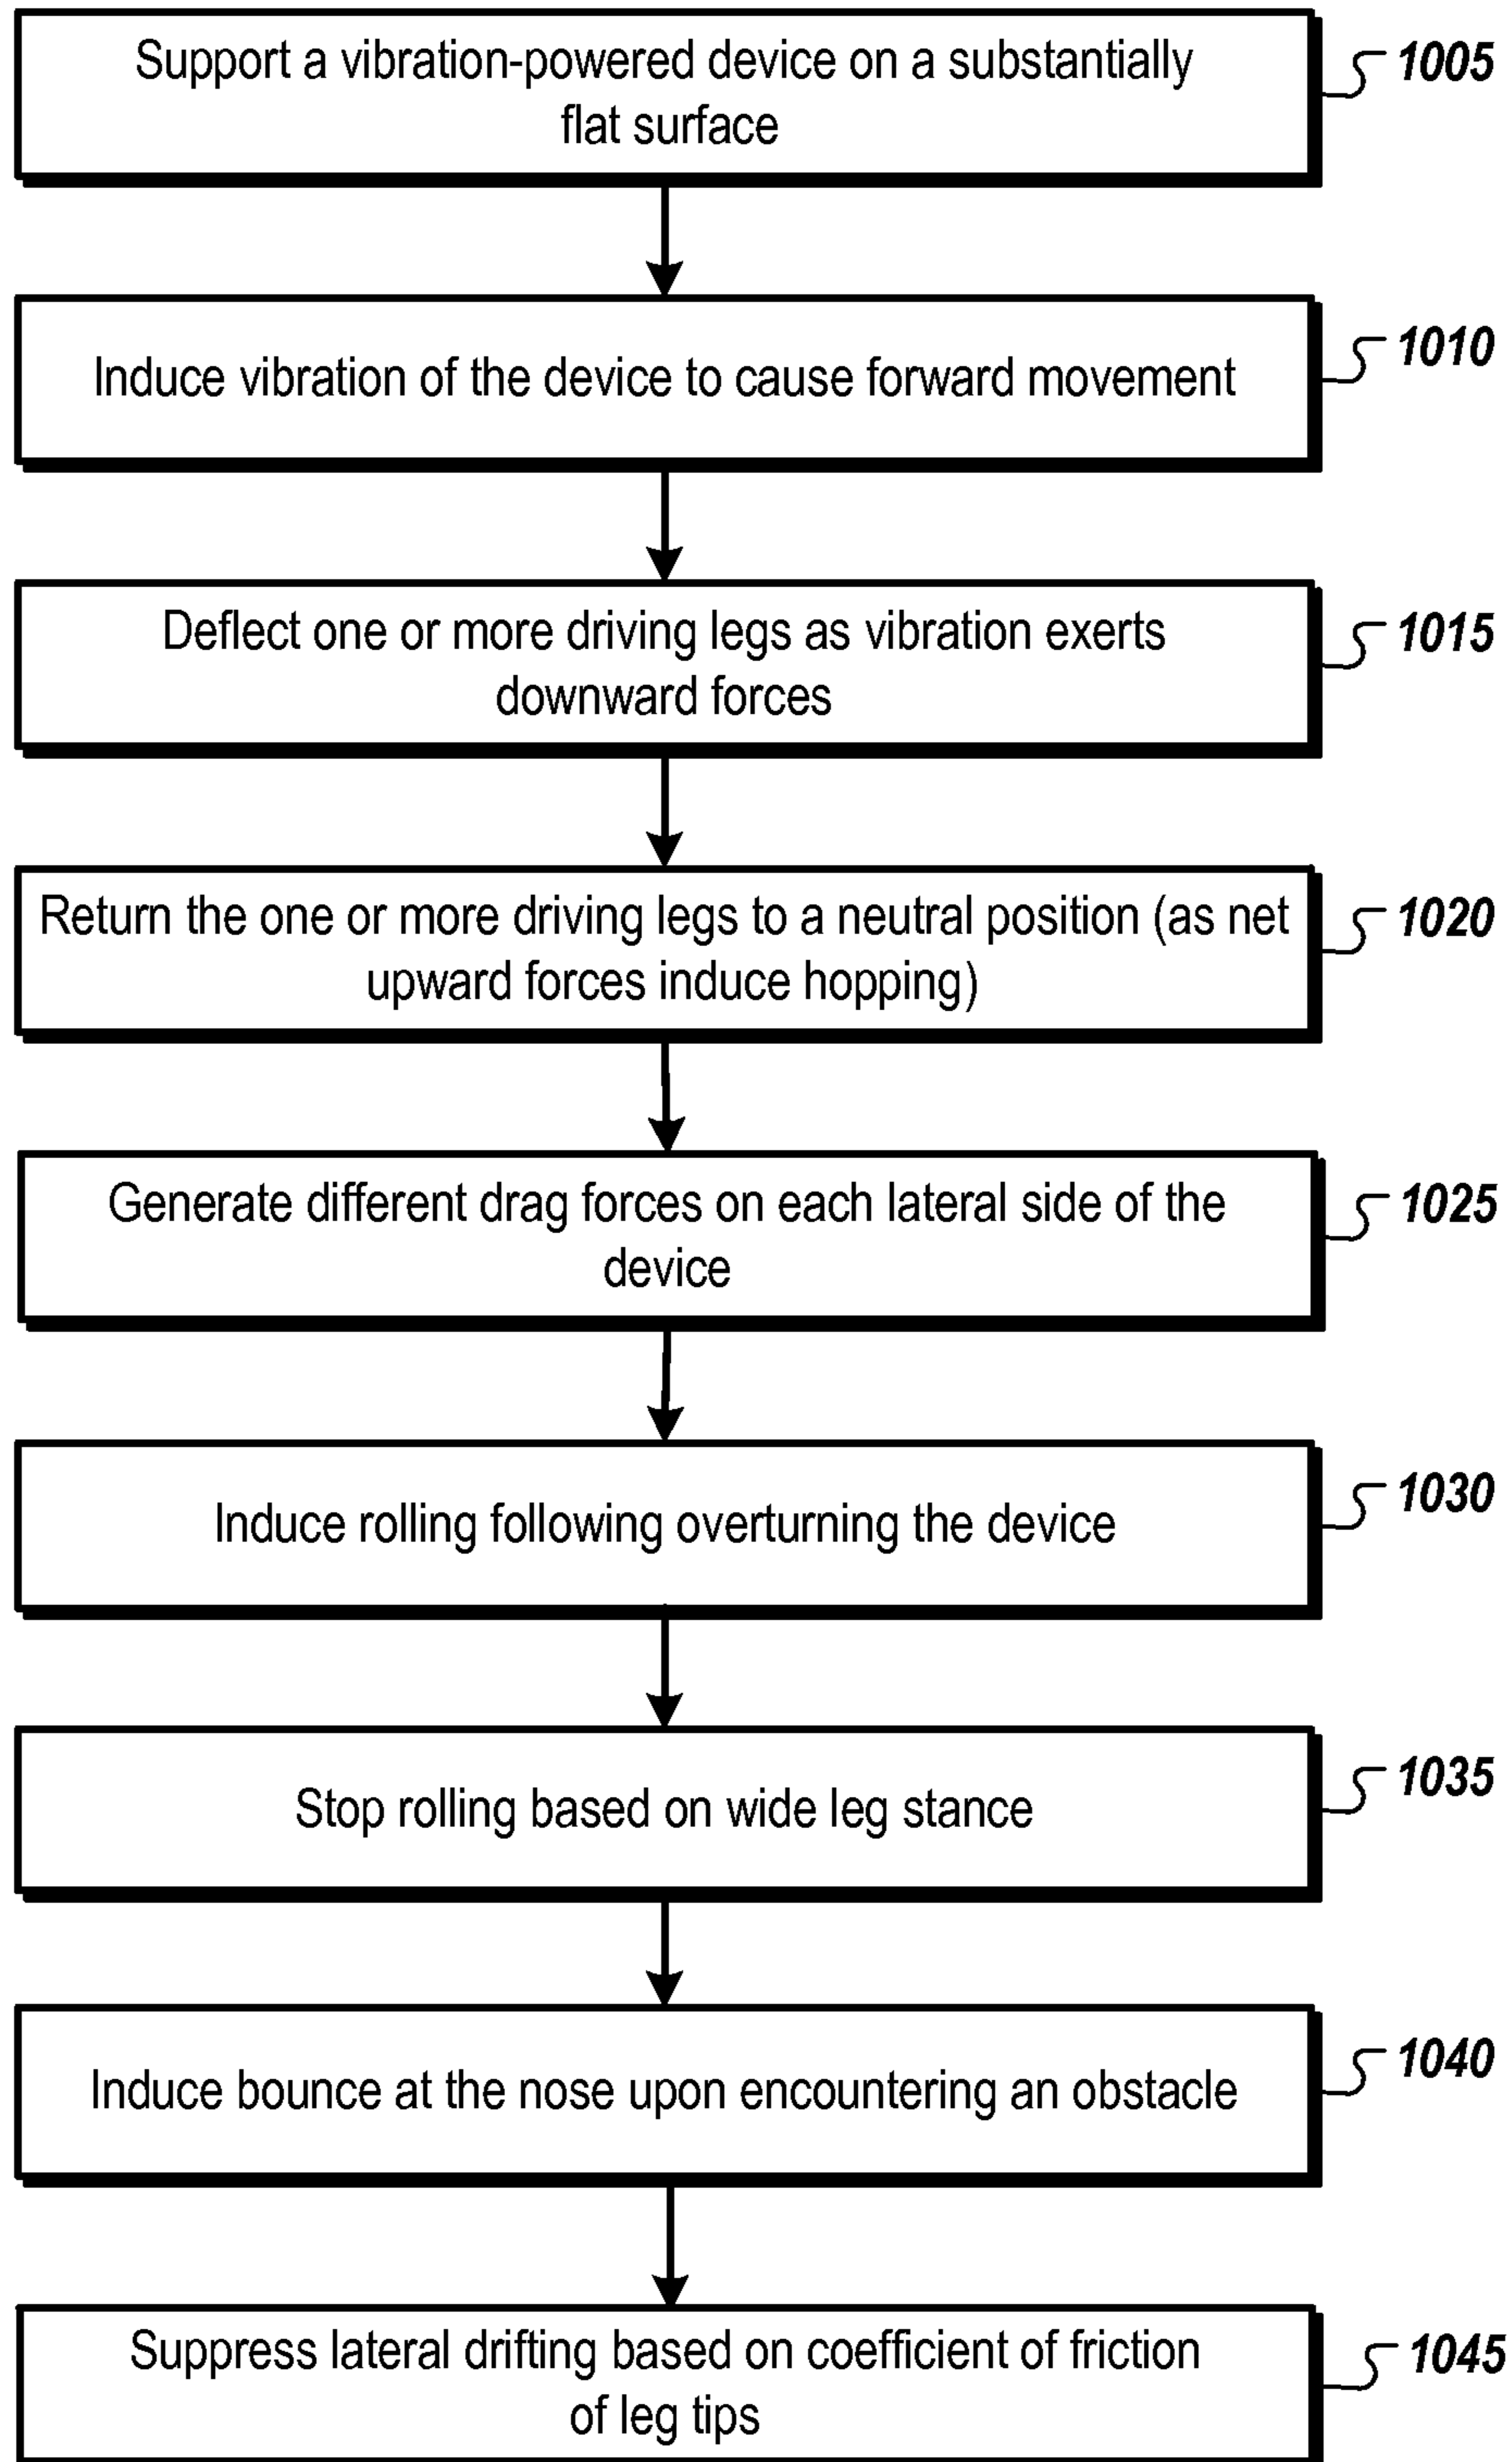 Support a vibration-powered device on a substantially
flat surface
1005
Induce vibration of the device to cause forward movement
1010
Deflect one or more driving legs as vibration exerts
downward forces
1015
Return the one or more driving legs to a neutral position (as net
upward forces induce hopping)
1020
Generate different drag forces on each lateral side of the
device
1025
Induce rolling following overturning the device
1030
Stop rolling based on wide leg stance
1035
Induce bounce at the nose upon encountering an obstacle
1040
Suppress lateral drifting based on coefficient of friction
of leg tips
1045